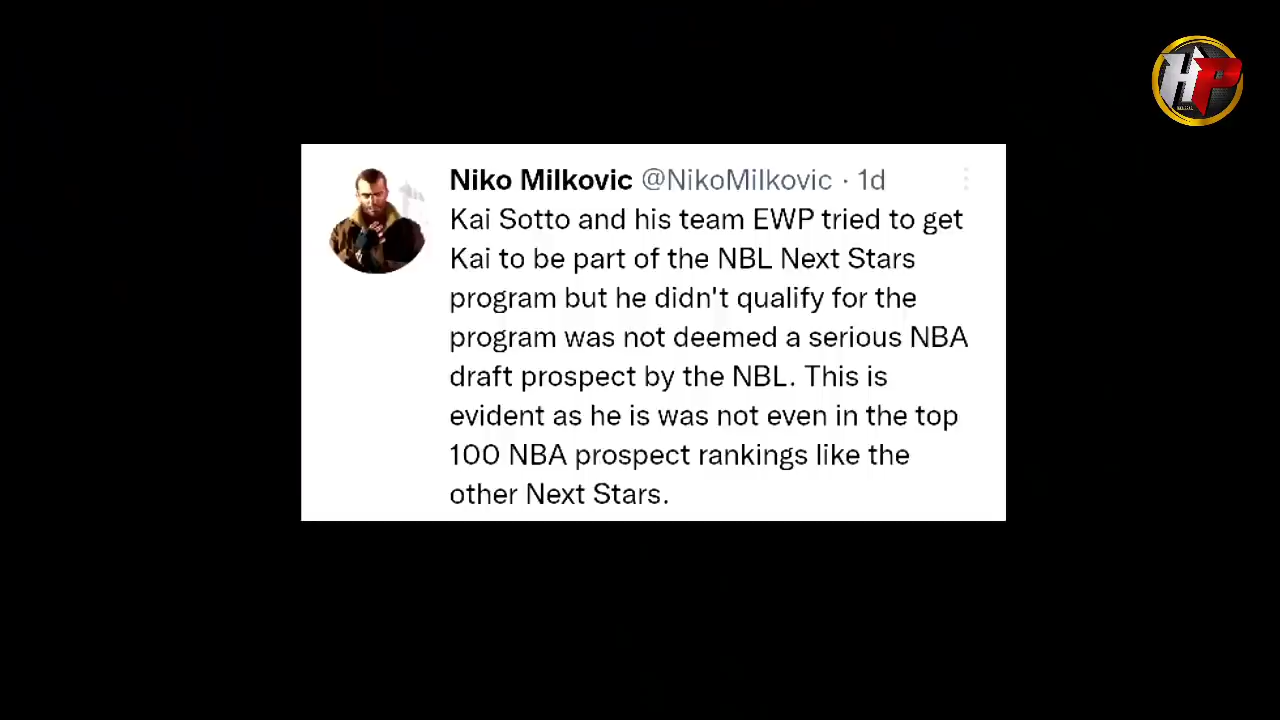 HP
Niko Milkovic @NikoMilkovic · 1d
Kai Sotto and his team EWP tried to get
Kai to be part of the NBL Next Stars
program but he didn't qualify for the
program was not deemed a serious NBA
draft prospect by the NBL. This is
evident as he is was not even in the top
100 NBA prospect rankings like the
other Next Stars.